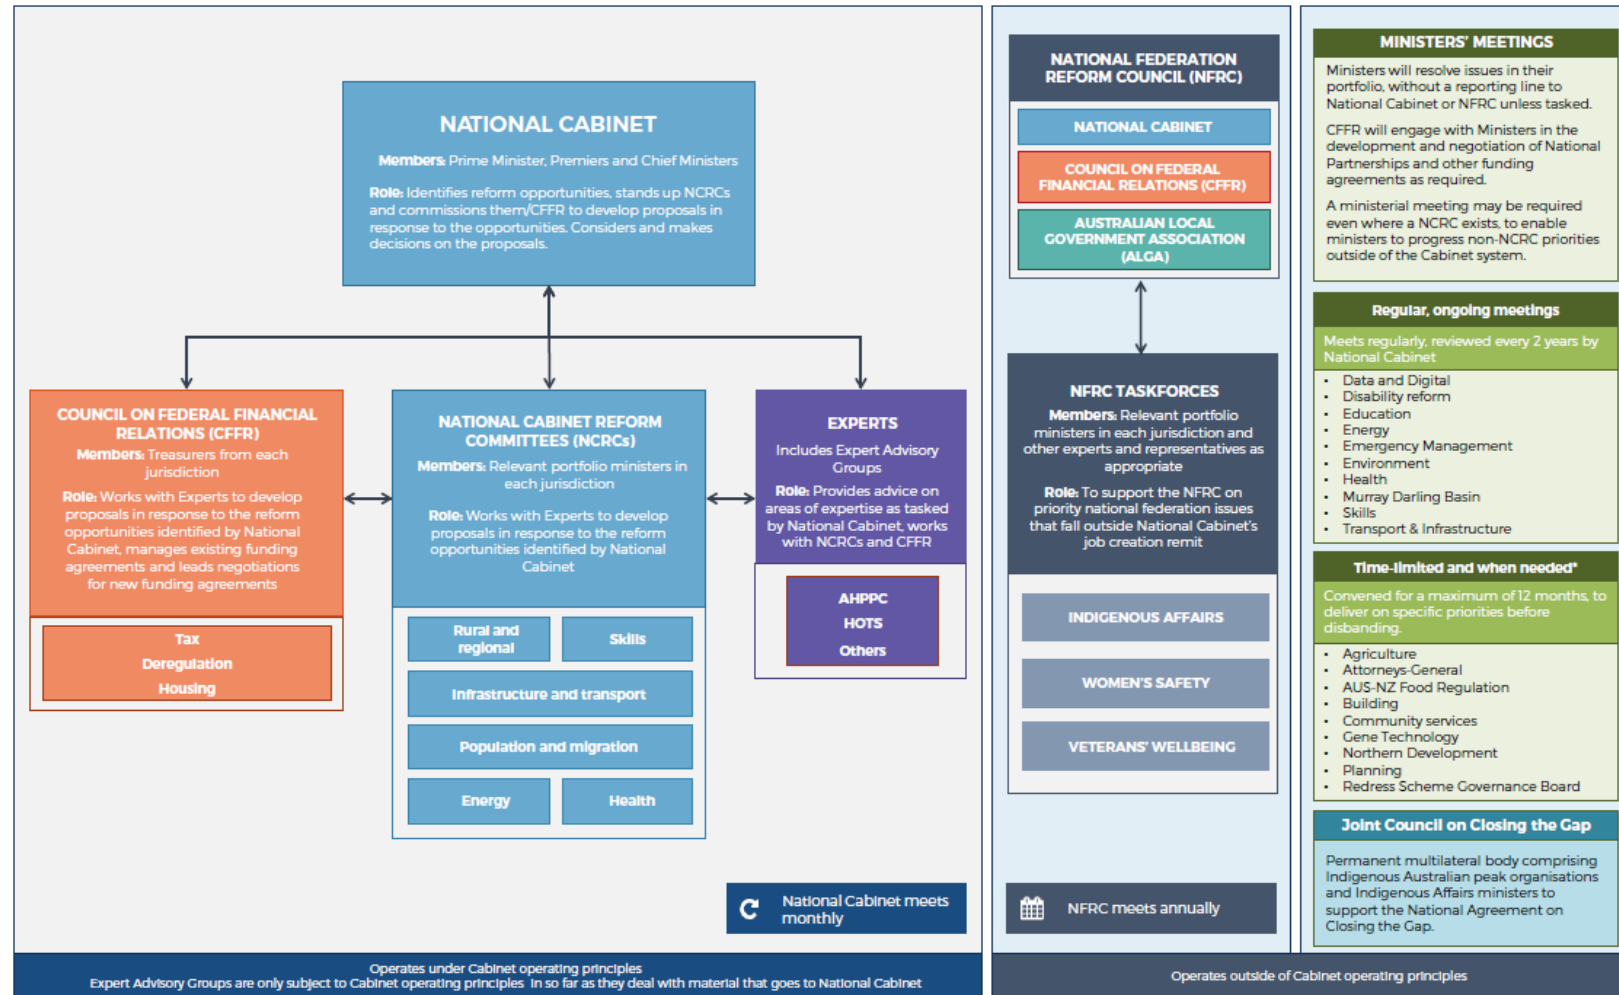 NATIONAL CABINET
Members: Prime Minister, Premiers and Chief Ministers
Role: Identifies reform opportunities, stands up NCRCs
and commissions them/CFFR to develop proposals in
response to the opportunities. Considers and makes
decisions on the proposals.
COUNCIL ON FEDERAL FINANCIAL
RELATIONS (CFFR)
Members: Treasurers from each
jurisdiction
Role: Works with Experts to develop
proposals in response to the reform
opportunities identified by National
Cabinet, manages existing funding
agreements and leads negotiations
for new funding agreements
Tax
Deregulation
Housing
NATIONAL CABINET REFORM
COMMITTEES (NCRCs)
Members: Relevant portfolio ministers in
each jurisdiction
Role: Works with Experts to develop
proposals in response to the reform
opportunities identified by National
Cabinet
Rural and
regional
Skills
Infrastructure and transport
Population and migration
Energy
Health
EXPERTS
Includes Expert Advisory
Groups
Role: Provides advice on
areas of expertise as tasked
by National Cabinet, works
with NCRCs and CFFR
AHPPC
HOTS
Others
National Cabinet meets
monthly
Operates under Cabinet operating principles
Expert Advisory Groups are only subject to Cabinet operating principles in so far as they deal with material that goes to National Cabinet
NATIONAL FEDERATION
REFORM COUNCIL (NFRC)
NATIONAL CABINET
COUNCIL ON FEDERAL
FINANCIAL RELATIONS (CFFR)
AUSTRALIAN LOCAL
GOVERNMENT ASSOCIATION
(ALGA)
NFRC TASKFORCES
Members: Relevant portfolio
ministers in each jurisdiction and
other experts and representatives as
appropriate
Role: To support the NFRC on
priority national federation issues
that fall outside National Cabinet's
job creation remit
INDIGENOUS AFFAIRS
WOMEN'S SAFETY
VETERANS' WELLBEING
NFRC meets annually
MINISTERS' MEETINGS
Ministers will resolve issues in their
portfolio, without a reporting line to
National Cabinet or NFRC unless tasked.
CFFR will engage with Ministers in the
development and negotiation of National
Partnerships and other funding
agreements as required.
A ministerial meeting may be required
even where a NCRC exists, to enable
ministers to progress non-NCRC priorities
outside of the Cabinet system.
Regular, ongoing meetings
Meets regularly, reviewed every 2 years by
National Cabinet
• Data and Digital
• Disability reform
• Education
• Energy
• Emergency Management
• Environment
• Health
• Murray Darling Basin
• Skills
• Transport & Infrastructure
Time-limited and when needed*
Convened for a maximum of 12 months, to
deliver on specific priorities before
disbanding.
• Agriculture
• Attorneys-General
• AUS-NZ Food Regulation
• Building
• Community services
• Gene Technology
• Northern Development
• Planning
• Redress Scheme Governance Board
Joint Council on Closing the Gap
Permanent multilateral body comprising
Indigenous Australian peak organisations
and Indigenous Affairs ministers to
support the National Agreement on
Closing the Gap.
Operates outside of Cabinet operating principles